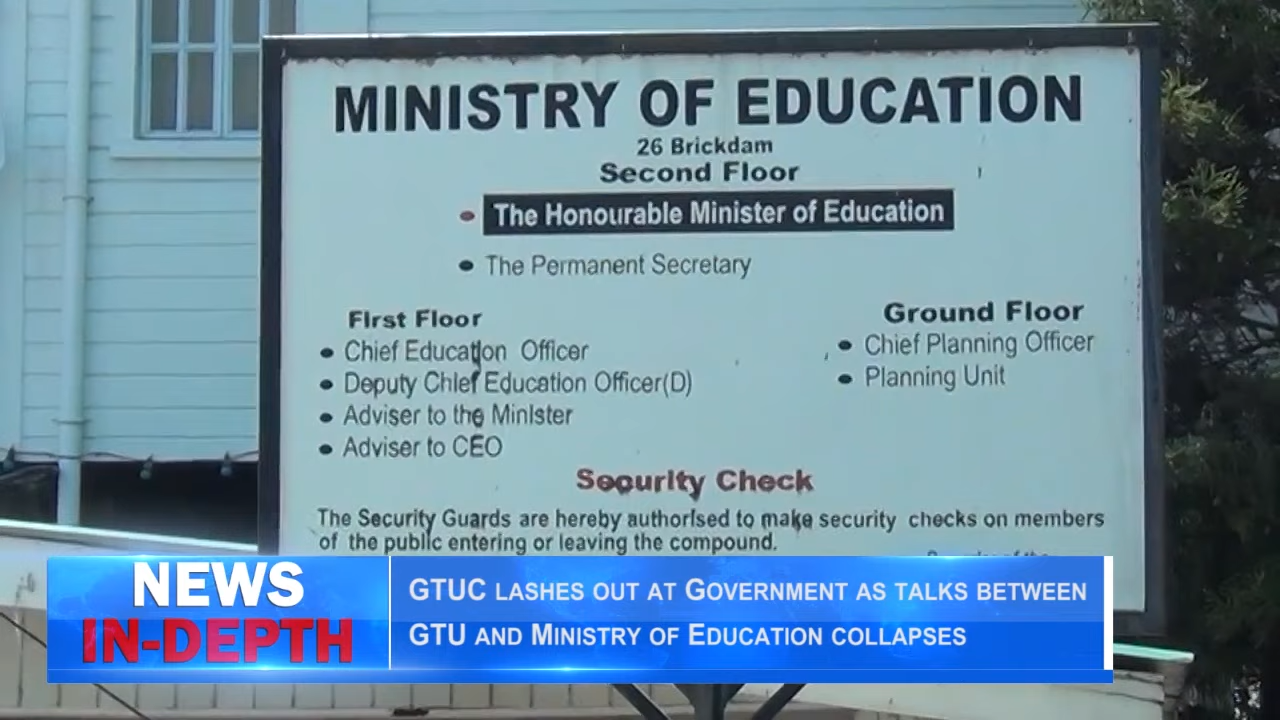 MINISTRY OF EDUCATION
26 Brickdam
Second Floor
The Honourable Minister of Education
The Permanent Secretary
First Floor
Chief Education Officer
Deputy Chief Education Officer(D)
Adviser to the Minister
Adviser to CEO
Ground Floor
Chief Planning Officer
Planning Unit
Security Check
The Security Guards are hereby authorised to make security checks on members
of the public entering or leaving the compound.
NEWS
IN-DEPTH
GTUC LASHES OUT AT GOVERNMENT AS TALKS BETWEEN
GTU AND MINISTRY OF EDUCATION COLLAPSES